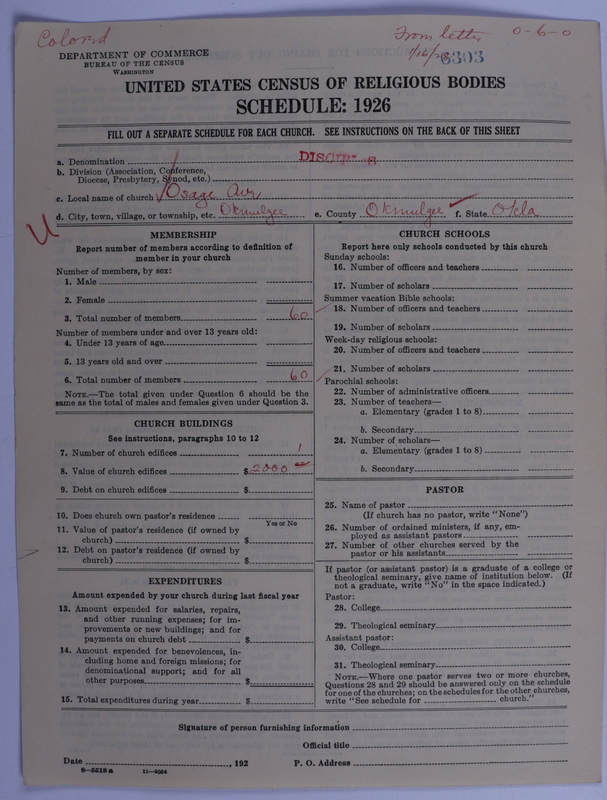 Colored
From letter 0-6-0
6303
DEPARTMENT OF COMMERCE
BUREAU OF THE CENSUS
WASHINGTON
UNITED STATES CENSUS OF RELIGIOUS BODIES
SCHEDULE: 1926
FILL OUT A SEPARATE SCHEDULE FOR EACH CHURCH. SEE INSTRUCTIONS ON THE BACK OF THIS SHEET
a. Denomination
b. Division (Association, Conference,
Diocese, Presbytery, Synod, etc.)
c. Local name of church Osage Ave
d. City, town, village, or township, etc. Okmulgee e. County Okmulgee f. State Okla
MEMBERSHIP
Report number of members according to definition of
member in your church
Number of members, by sex:
1. Male
2. Female
3. Total number of members 60
Number of members under and over 13 years old:
4. Under 13 years of age
5. 13 years old and over
6. Total number of members 60
NOTE.—The total given under Question 6 should be the
same as the total of males and females given under Question 3.
CHURCH BUILDINGS
See instructions, paragraphs 10 to 12
7. Number of church edifices 1
8. Value of church edifices $ 2000
9. Debt on church edifices $
10. Does church own pastor's residence
Yes or No
11. Value of pastor's residence (if owned by
church) $
12. Debt on pastor's residence (if owned by
church) $
EXPENDITURES
Amount expended by your church during last fiscal year
13. Amount expended for salaries, repairs,
and other running expenses; for im-
provements or new buildings; and for
payments on church debt $
14. Amount expended for benevolences, in-
cluding home and foreign missions; for
denominational support; and for all
other purposes $
15. Total expenditures during year $
CHURCH SCHOOLS
Report here only schools conducted by this church
Sunday schools:
16. Number of officers and teachers
17. Number of scholars
Summer vacation Bible schools:
18. Number of officers and teachers
19. Number of scholars
Week-day religious schools:
20. Number of officers and teachers
21. Number of scholars
Parochial schools:
22. Number of administrative officers
23. Number of teachers—
a. Elementary (grades 1 to 8)
b. Secondary
24. Number of scholars—
a. Elementary (grades 1 to 8)
b. Secondary
PASTOR
25. Name of pastor
(If church has no pastor, write "None")
26. Number of ordained ministers, if any, em-
ployed as assistant pastors
27. Number of other churches served by the
pastor or his assistants
If pastor (or assistant pastor) is a graduate of a college or
theological seminary, give name of institution below. (If
not a graduate, write "No" in the space indicated.)
Pastor:
28. College
29. Theological seminary
Assistant pastor:
30. College
31. Theological seminary
NOTE.—Where one pastor serves two or more churches,
Questions 28 and 29 should be answered only on the schedule
for one of the churches; on the schedules for the other churches,
write "See schedule for church."
Signature of person furnishing information
Official title
Date , 192 P. O. Address
8—5518a 11—9054